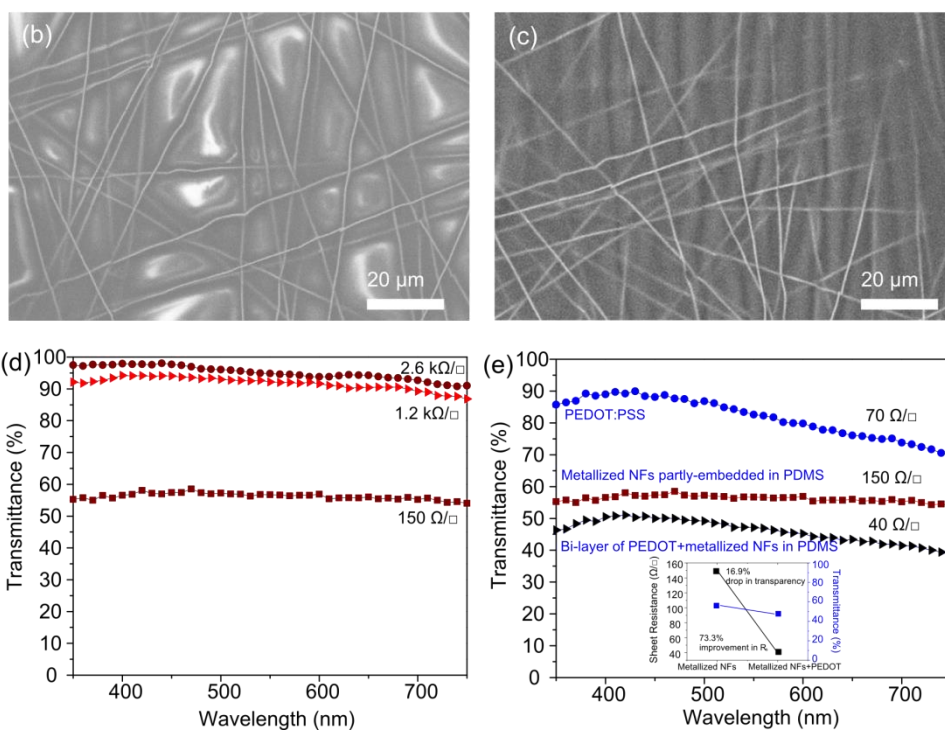 (b)
20 μm
(c)
20 μm
(d)
100
90
80
70
60
50
40
30
20
10
0
Transmittance (%)
2.6 kΩ/□
1.2 kΩ/□
150 Ω/□
400
500
600
700
Wavelength (nm)
(e)
100
90
80
70
60
50
40
30
20
10
0
Transmittance (%)
70 Ω/□
PEDOT:PSS
Metallized NFs partly-embedded in PDMS
150 Ω/□
40 Ω/□
Bi-layer of PEDOT+metallized NFs in PDMS
160
140
120
100
80
60
40
Sheet Resistance (Ω/□)
16.9%
drop in transparency
73.3%
improvement in Rₛ
100
80
60
40
20
0
Transmittance (%)
Metallized NFs
Metallized NFs+PEDOT
400
500
600
700
Wavelength (nm)